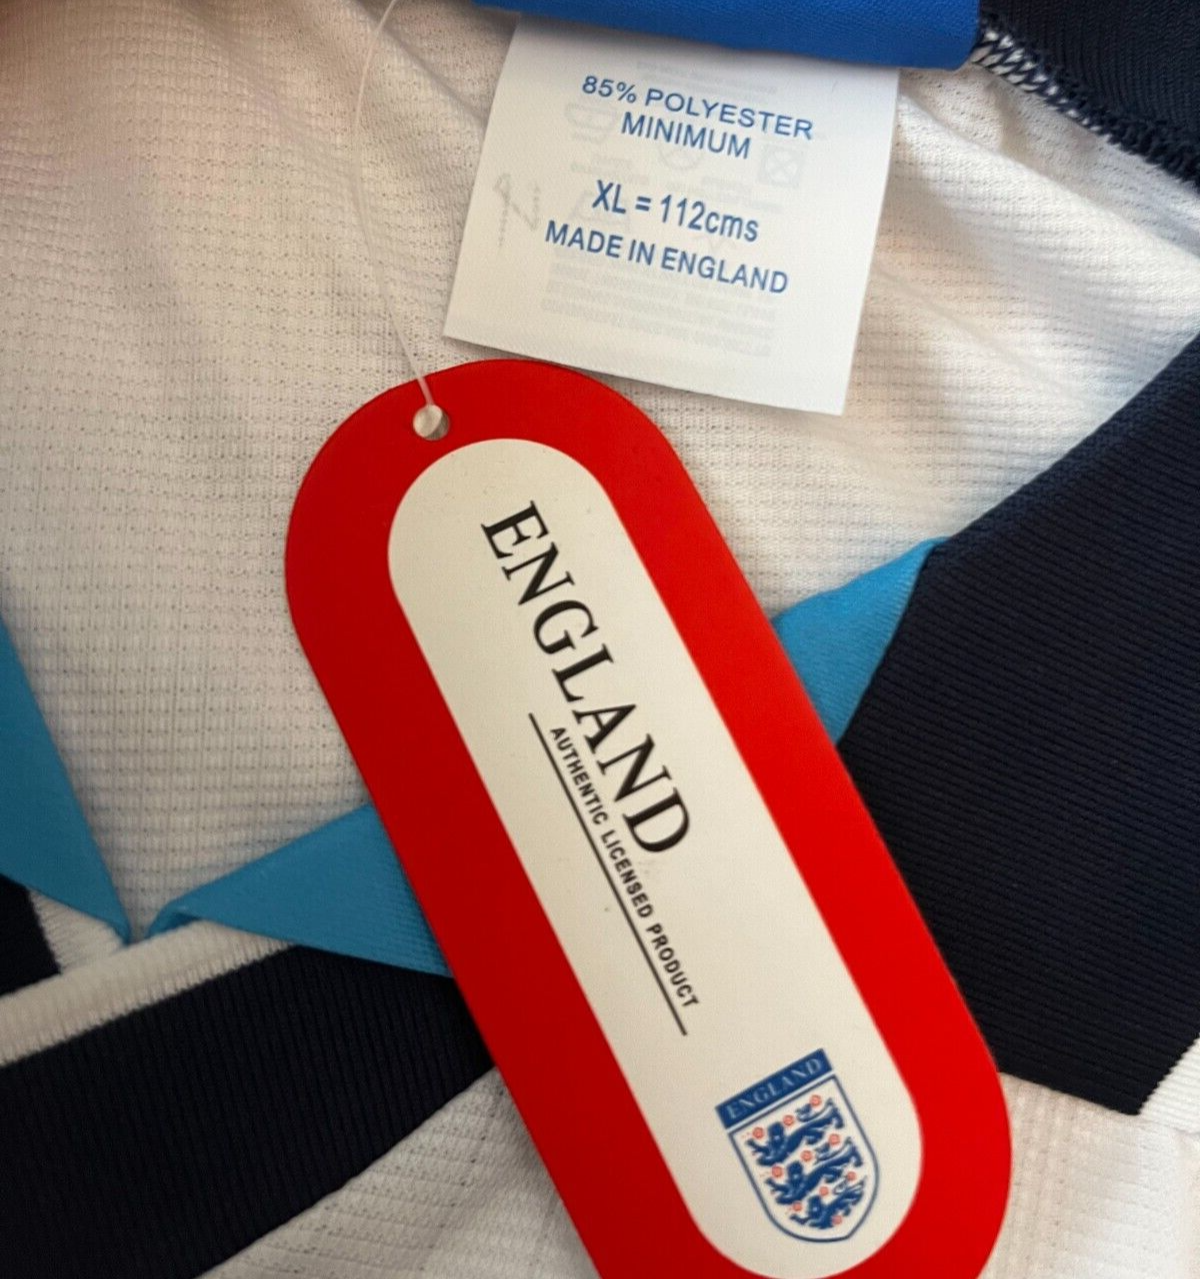 85% POLYESTER
MINIMUM
XL = 112cms
MADE IN ENGLAND
ENGLAND
AUTHENTIC LICENSED PRODUCT
ENGLAND